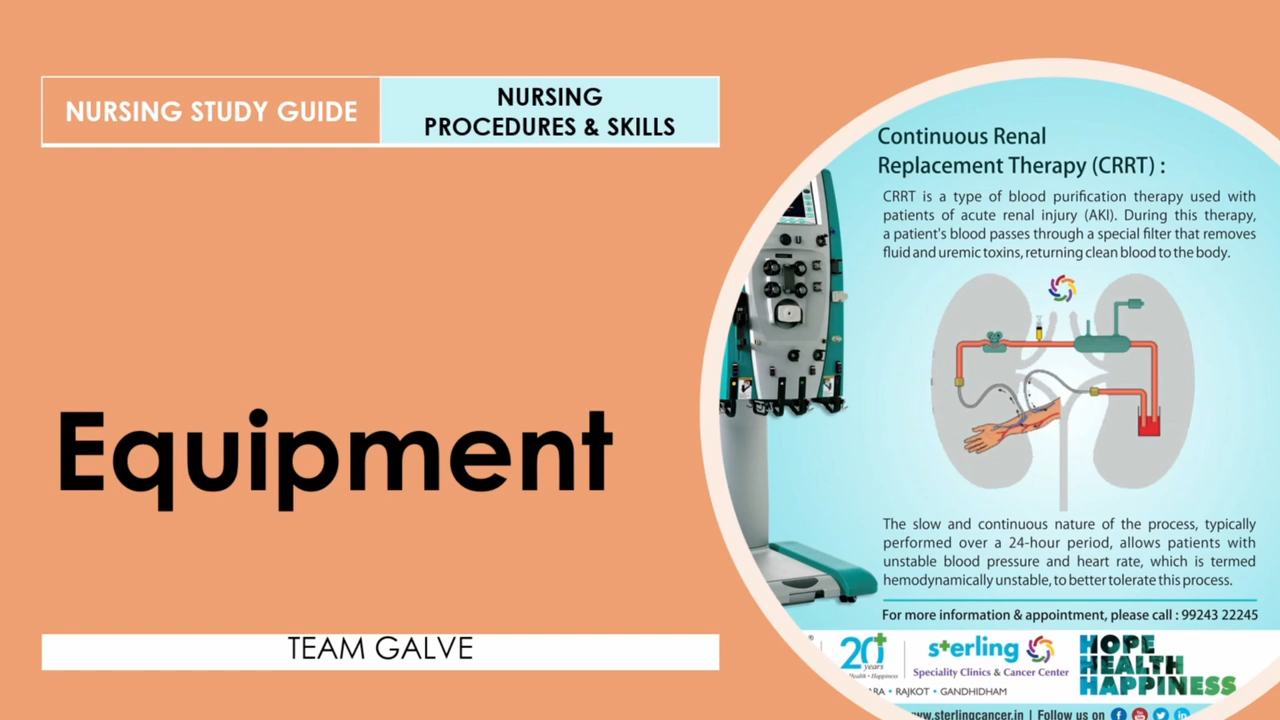 NURSING STUDY GUIDE
NURSING
PROCEDURES & SKILLS
Equipment
TEAM GALVE
Continuous Renal
Replacement Therapy (CRRT) :
CRRT is a type of blood purification therapy used with
patients of acute renal injury (AKI). During this therapy,
a patient's blood passes through a special filter that removes
fluid and uremic toxins, returning clean blood to the body.
The slow and continuous nature of the process, typically
performed over a 24-hour period, allows patients with
unstable blood pressure and heart rate, which is termed
hemodynamically unstable, to better tolerate this process.
For more information & appointment, please call : 99243 22245
®
20
years
Health • Happiness
sterling
Speciality Clinics & Cancer Center
HOPE
HEALTH
HAPPINESS
ARA • RAJKOT • GANDHIDHAM
www.sterlingcancer.in | Follow us on